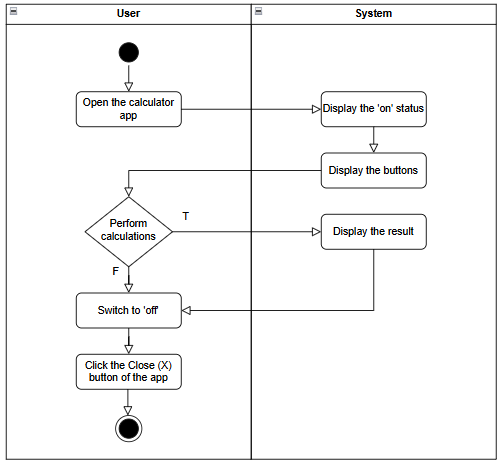 User
System
Open the calculator
app
Display the 'on' status
Display the buttons
Perform
calculations
T
Display the result
F
Switch to 'off'
Click the Close (X)
button of the app